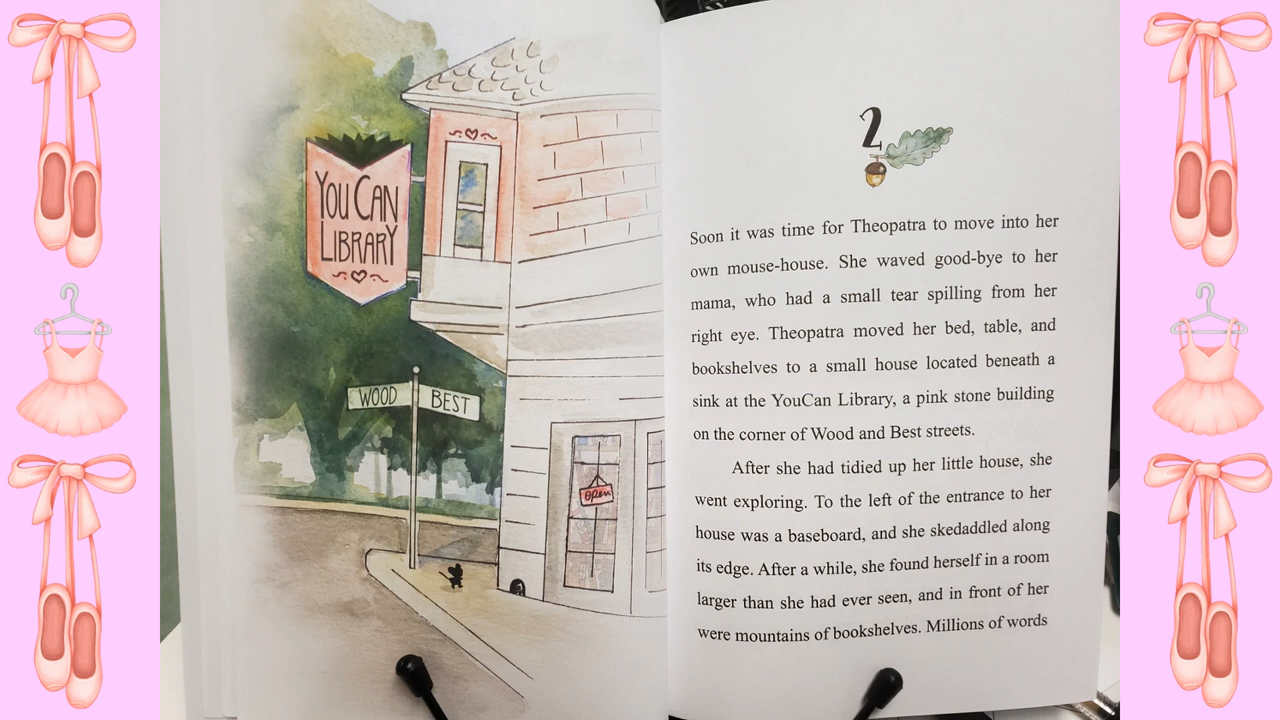 YOU CAN
LIBRARY
WOOD
BEST
Open
2
Soon it was time for Theopatra to move into her
own mouse-house. She waved good-bye to her
mama, who had a small tear spilling from her
right eye. Theopatra moved her bed, table, and
bookshelves to a small house located beneath a
sink at the YouCan Library, a pink stone building
on the corner of Wood and Best streets.
After she had tidied up her little house, she
went exploring. To the left of the entrance to her
house was a baseboard, and she skedaddled along
its edge. After a while, she found herself in a room
larger than she had ever seen, and in front of her
were mountains of bookshelves. Millions of words